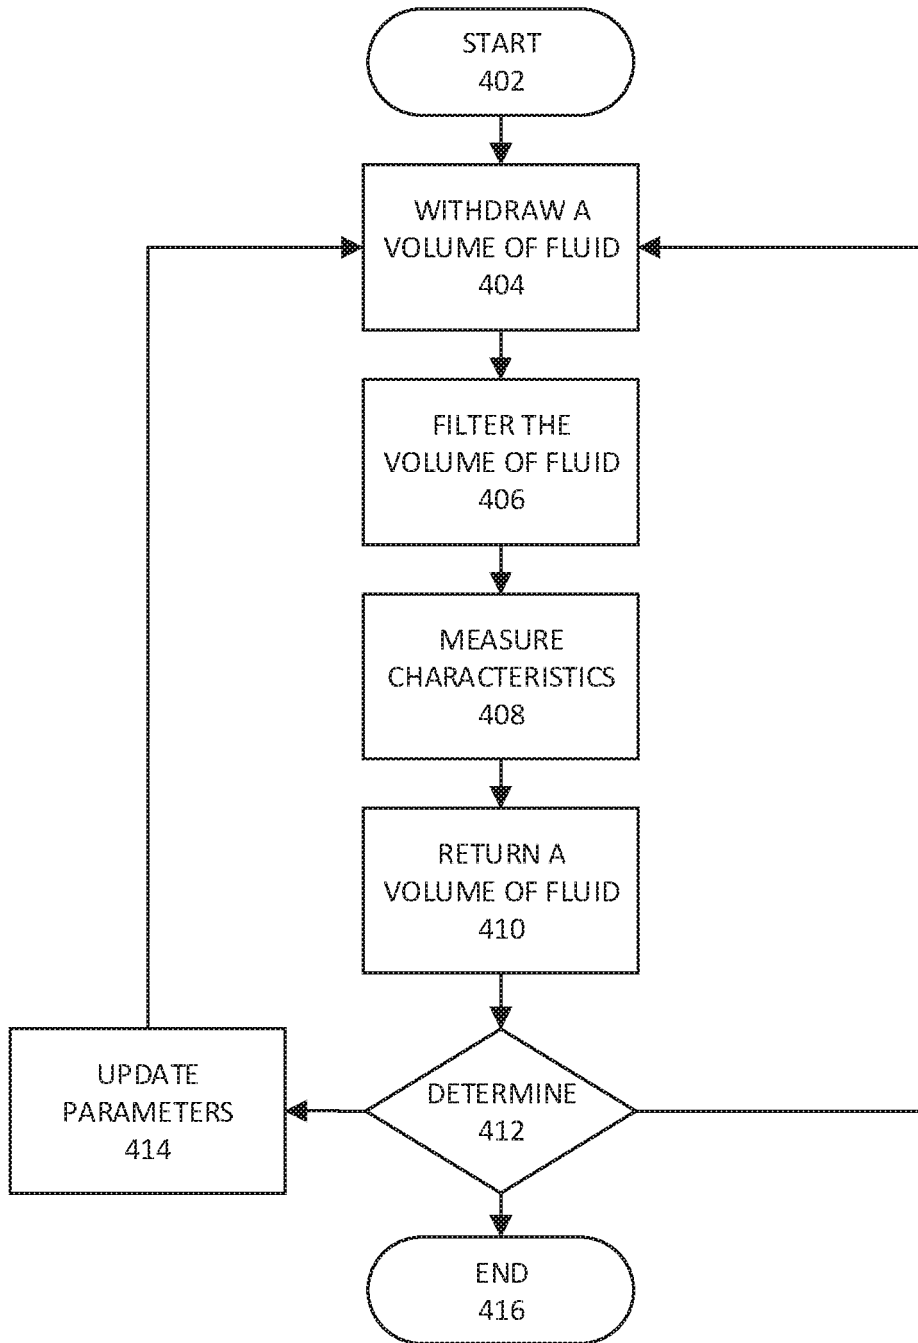 START
402
WITHDRAW A
VOLUME OF FLUID
404
FILTER THE
VOLUME OF FLUID
406
MEASURE
CHARACTERISTICS
408
RETURN A
VOLUME OF FLUID
410
DETERMINE
412
UPDATE
PARAMETERS
414
END
416